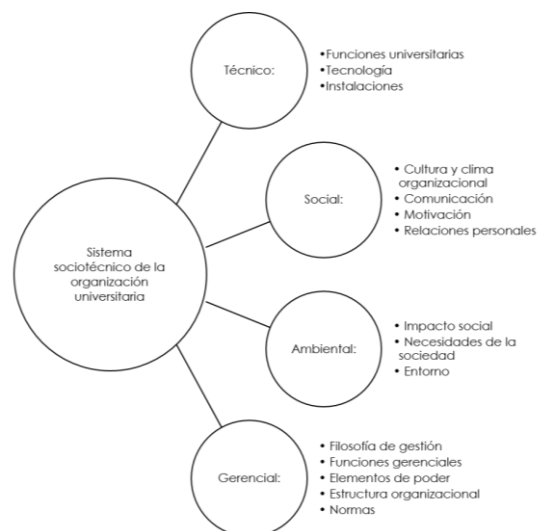 Técnico:
•Funciones universitarias
•Tecnología
•Instalaciones
Social:
• Cultura y clima
organizacional
• Comunicación
• Motivación
• Relaciones personales
Sistema
sociotécnico de la
organización
universitaria
Ambiental:
• Impacto social
• Necesidades de la
sociedad
• Entorno
Gerencial:
• Filosofía de gestión
• Funciones gerenciales
• Elementos de poder
• Estructura organizacional
• Normas